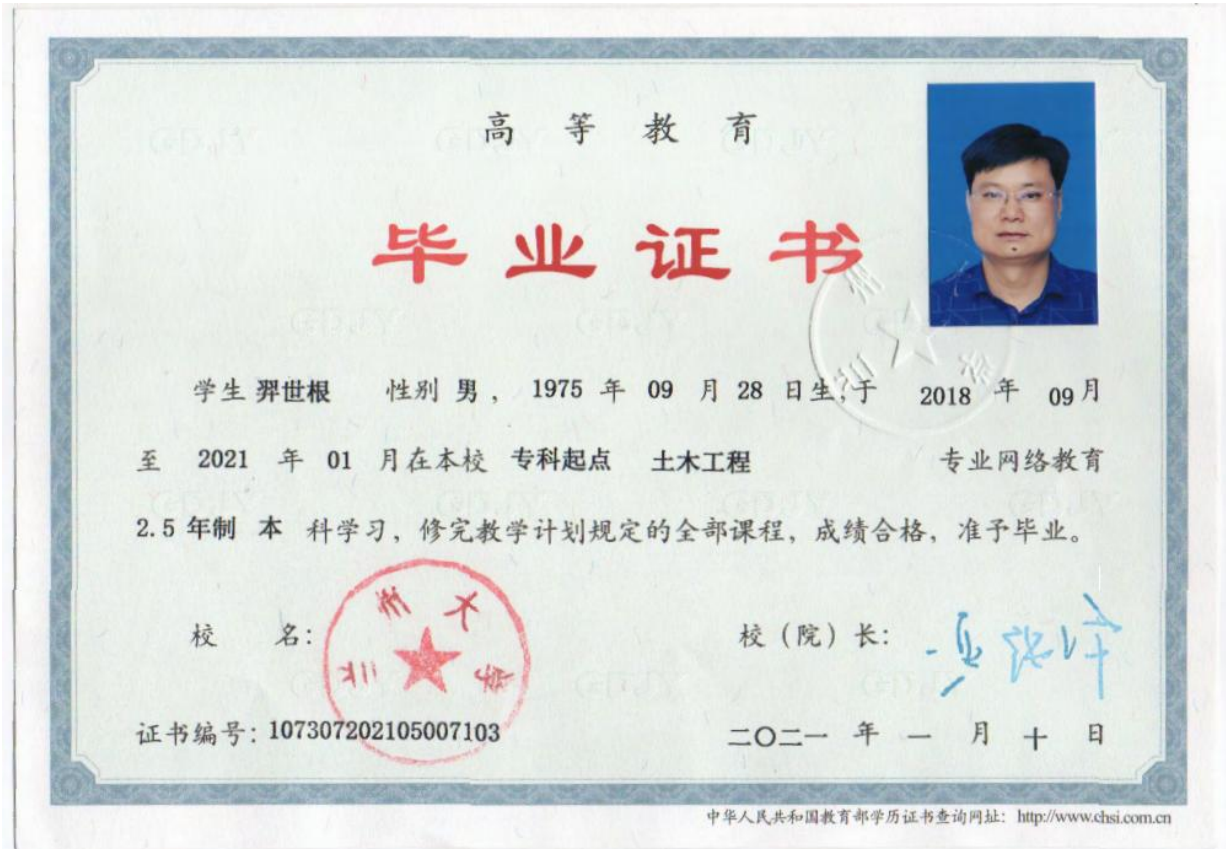 高等教育
毕业证书
学生 羿世根 性别 男, 1975 年 09 月 28 日生,于 2018 年 09月
至 2021 年 01 月在本校 专科起点 土木工程 专业网络教育
2.5 年制 本 科学习, 修完教学计划规定的全部课程, 成绩合格, 准予毕业。
兰州大学
校 名: 校（院）长:
证书编号: 107307202105007103 二〇二一 年 一 月 十 日
中华人民共和国教育部学历证书查询网址: http://www.chsi.com.cn